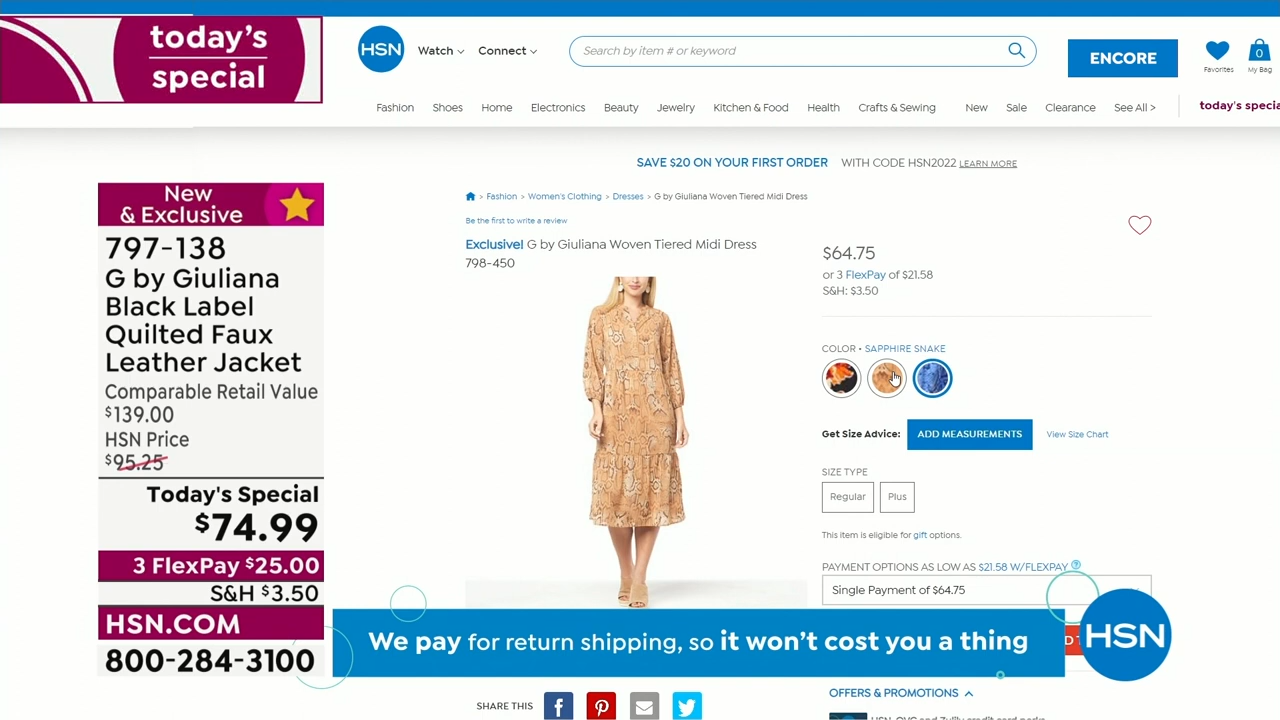 today's
special
HSN
Watch
Connect
Search by item # or keyword
ENCORE
Favorites
0
My Bag
Fashion
Shoes
Home
Electronics
Beauty
Jewelry
Kitchen & Food
Health
Crafts & Sewing
New
Sale
Clearance
See All >
today's specia
SAVE $20 ON YOUR FIRST ORDER WITH CODE HSN2022 LEARN MORE
New
& Exclusive
797-138
G by Giuliana
Black Label
Quilted Faux
Leather Jacket
Comparable Retail Value
$139.00
HSN Price
$95.25
Today's Special
$74.99
3 FlexPay $25.00
S&H $3.50
HSN.COM
800-284-3100
> Fashion > Women's Clothing > Dresses > G by Giuliana Woven Tiered Midi Dress
Be the first to write a review
Exclusive! G by Giuliana Woven Tiered Midi Dress
798-450
$64.75
or 3 FlexPay of $21.58
S&H: $3.50
COLOR • SAPPHIRE SNAKE
Get Size Advice:
ADD MEASUREMENTS
View Size Chart
SIZE TYPE
Regular
Plus
This item is eligible for gift options.
PAYMENT OPTIONS AS LOW AS $21.58 W/FLEXPAY ?
Single Payment of $64.75
We pay for return shipping, so it won't cost you a thing
HSN
SHARE THIS
OFFERS & PROMOTIONS